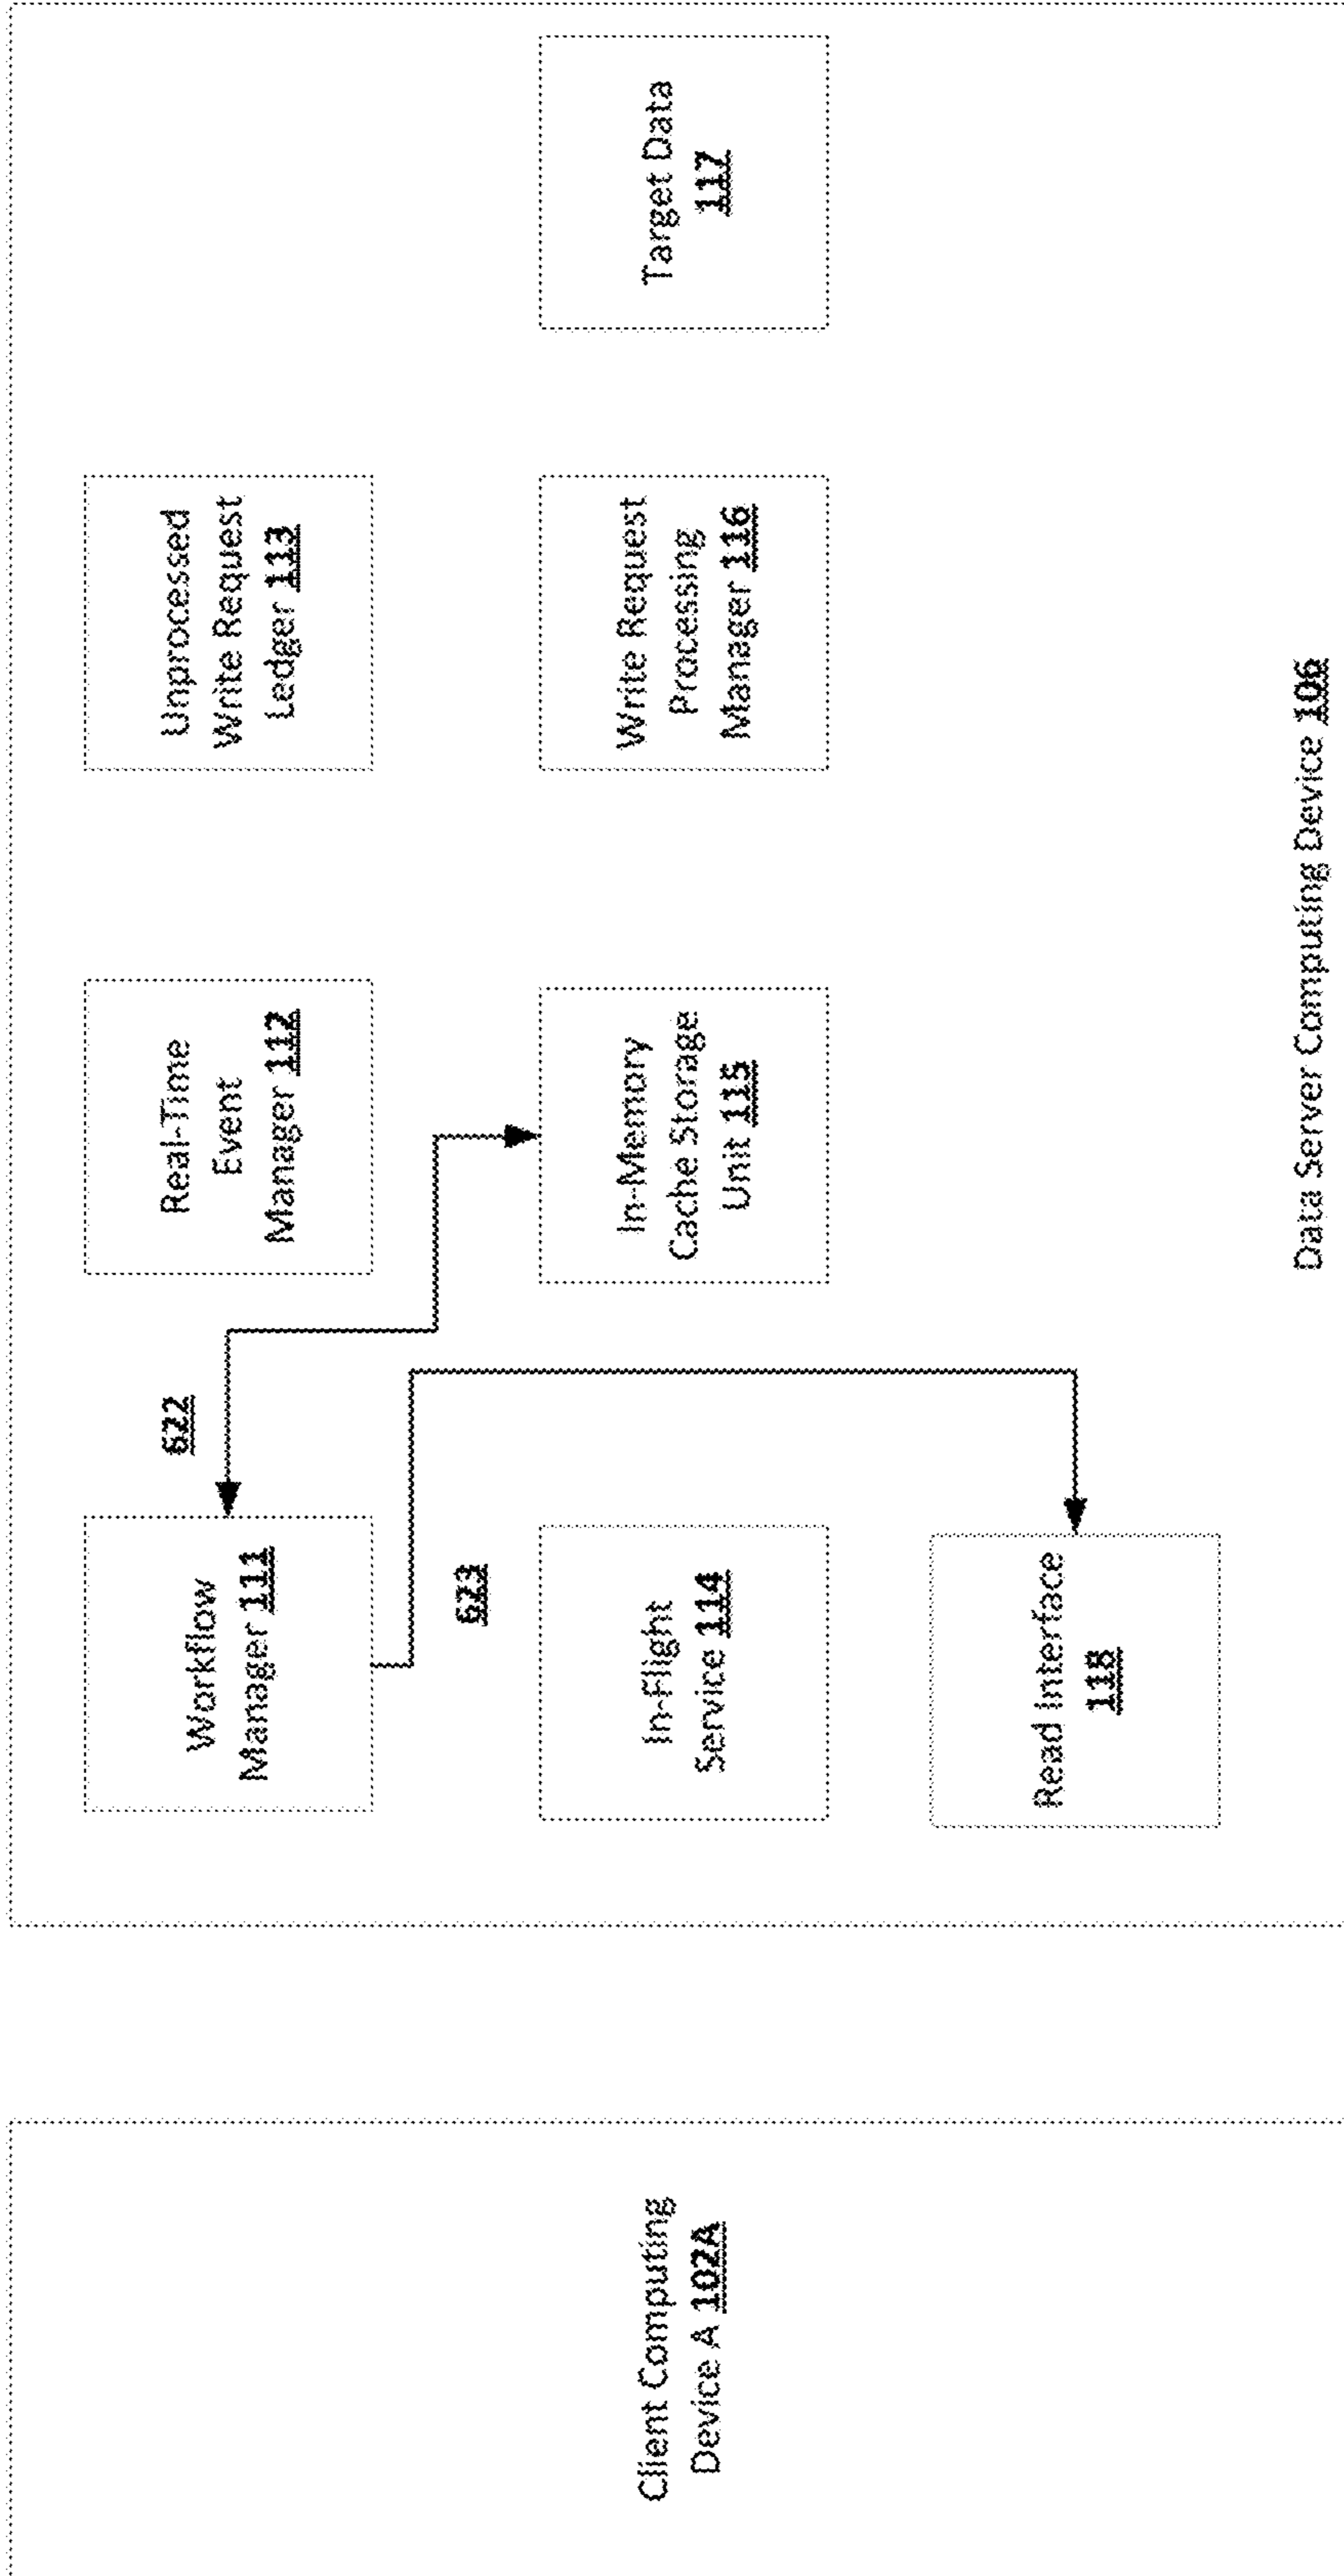 Client Computing
Device A 102A
Workflow
Manager 111
622
Real-Time
Event
Manager 112
Unprocessed
Write Request
Ledger 113
623
In-Flight
Service 114
In-Memory
Cache Storage
Unit 115
Write Request
Processing
Manager 116
Target Data
117
Read Interface
118
Data Server Computing Device 106